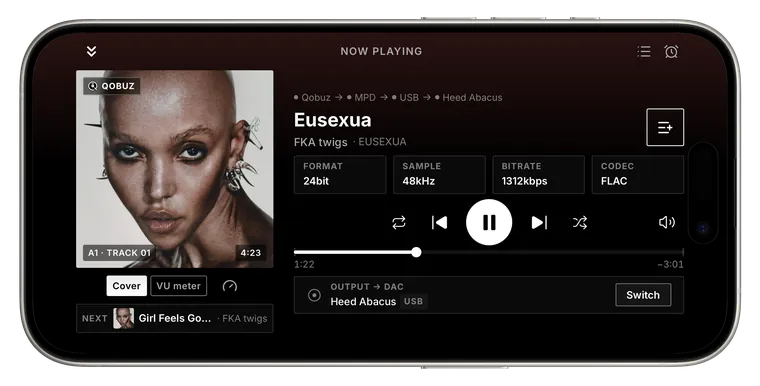 NOW PLAYING
QOBUZ
A1 · TRACK 01
4:23
Cover
VU meter
NEXT
Girl Feels Go... · FKA twigs
Qobuz → MPD → USB → Heed Abacus
Eusexua
FKA twigs · EUSEXUA
FORMAT
24bit
SAMPLE
48kHz
BITRATE
1312kbps
CODEC
FLAC
1:22
−3:01
OUTPUT → DAC
Heed Abacus USB
Switch